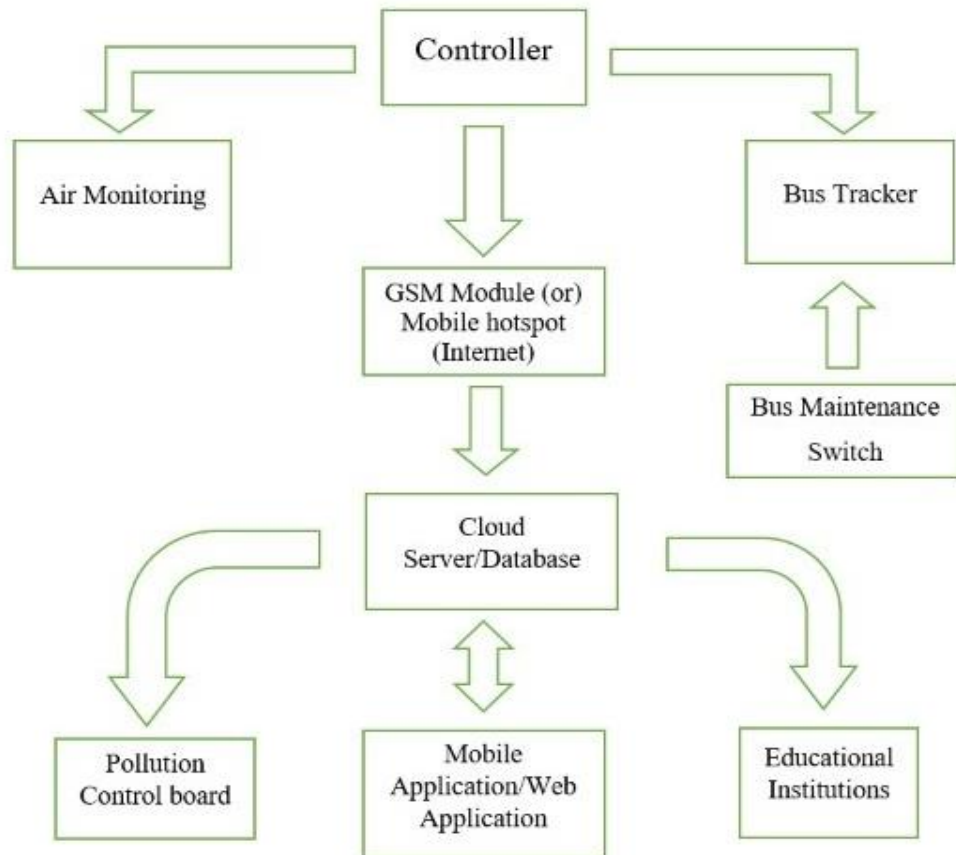 Controller
Air Monitoring
Bus Tracker
GSM Module (or)
Mobile hotspot
(Internet)
Bus Maintenance
Switch
Cloud
Server/Database
Pollution
Control board
Mobile
Application/Web
Application
Educational
Institutions